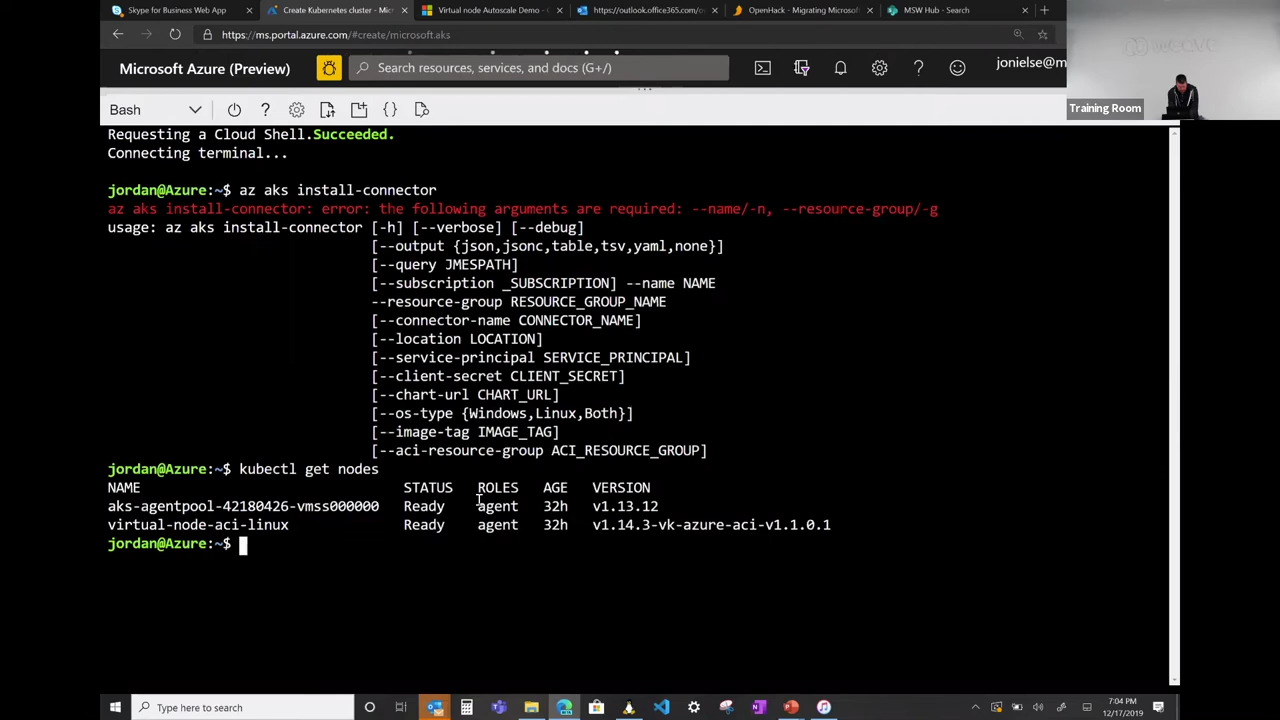 Skype for Business Web App
Create Kubernetes cluster - Micr
Virtual node Autoscale Demo -
https://outlook.office365.com/
OpenHack - Migrating Microsof
MSW Hub - Search
https://ms.portal.azure.com/#create/microsoft.aks
Microsoft Azure (Preview)
Search resources, services, and docs (G+/)
jonielse@m
Training Room
Bash
Requesting a Cloud Shell.Succeeded.
Connecting terminal...
jordan@Azure:~$ az aks install-connector
az aks install-connector: error: the following arguments are required: --name/-n, --resource-group/-g
usage: az aks install-connector [-h] [--verbose] [--debug]
[--output {json,jsonc,table,tsv,yaml,none}]
[--query JMESPATH]
[--subscription _SUBSCRIPTION] --name NAME
--resource-group RESOURCE_GROUP_NAME
[--connector-name CONNECTOR_NAME]
[--location LOCATION]
[--service-principal SERVICE_PRINCIPAL]
[--client-secret CLIENT_SECRET]
[--chart-url CHART_URL]
[--os-type {Windows,Linux,Both}]
[--image-tag IMAGE_TAG]
[--aci-resource-group ACI_RESOURCE_GROUP]
jordan@Azure:~$ kubectl get nodes
NAME STATUS ROLES AGE VERSION
aks-agentpool-42180426-vmss000000 Ready agent 32h v1.13.12
virtual-node-aci-linux Ready agent 32h v1.14.3-vk-azure-aci-v1.1.0.1
jordan@Azure:~$
Type here to search
7:04 PM
12/17/2019